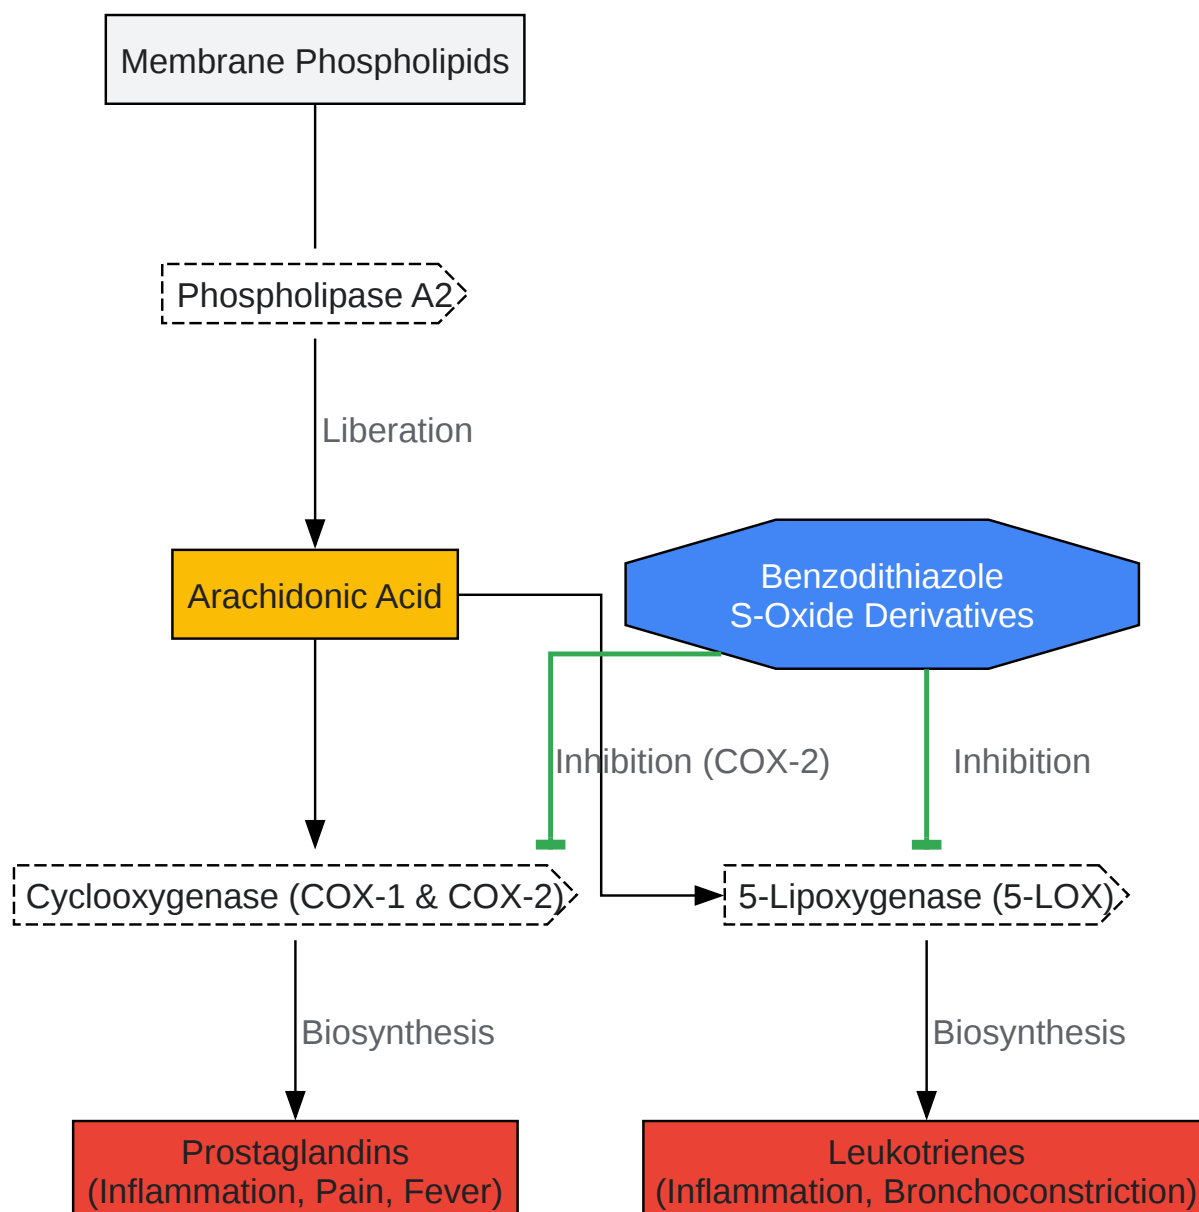 Membrane Phospholipids
Phospholipase A2
Liberation
Arachidonic Acid
Benzodithiazole
S-Oxide Derivatives
Inhibition (COX-2)
Inhibition
Cyclooxygenase (COX-1 & COX-2)
5-Lipoxygenase (5-LOX)
Biosynthesis
Biosynthesis
Prostaglandins
(Inflammation, Pain, Fever)
Leukotrienes
(Inflammation, Bronchoconstriction)